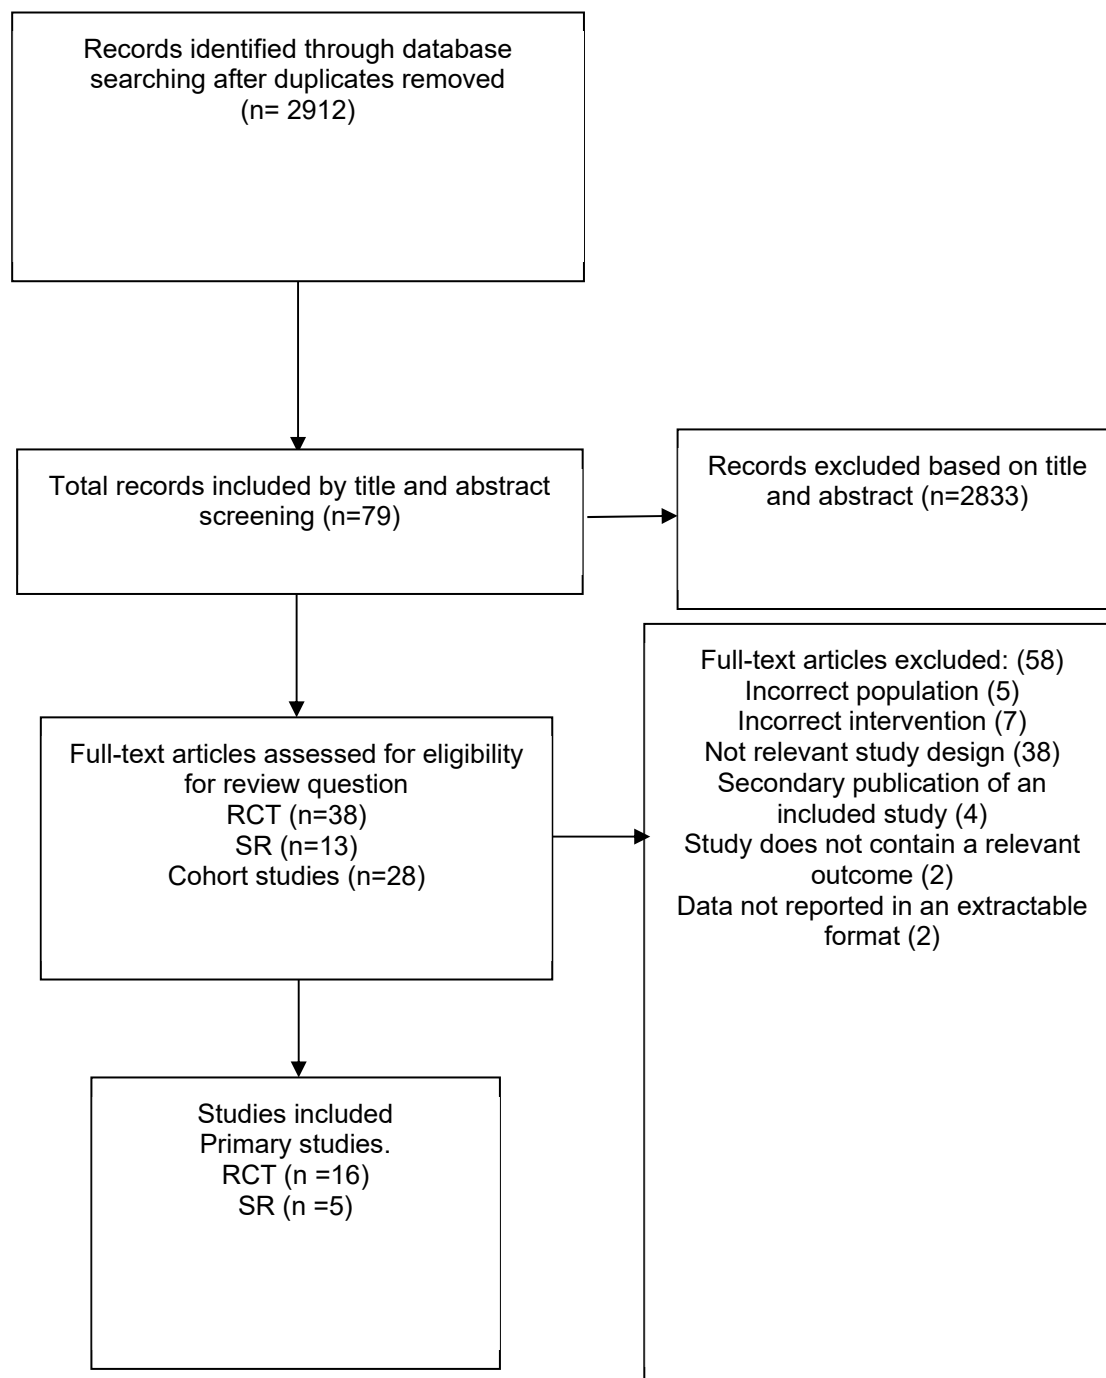 Records identified through database
searching after duplicates removed
(n= 2912)
Total records included by title and abstract
screening (n=79)
Records excluded based on title
and abstract (n=2833)
Full-text articles assessed for eligibility
for review question
RCT (n=38)
SR (n=13)
Cohort studies (n=28)
Full-text articles excluded: (58)
Incorrect population (5)
Incorrect intervention (7)
Not relevant study design (38)
Secondary publication of an
included study (4)
Study does not contain a relevant
outcome (2)
Data not reported in an extractable
format (2)
Studies included
Primary studies.
RCT (n =16)
SR (n =5)